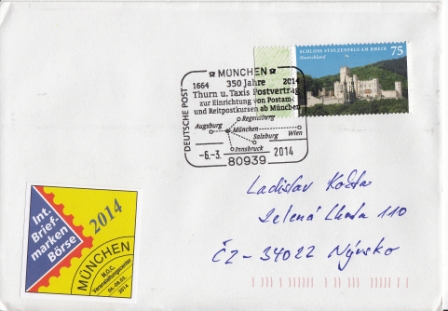 SCHLOSS STOLZENFELS AM RHEIN
Deutschland
75
DEUTSCHE POST
MÜNCHEN
1664 350 Jahre 2014
Thurn u. Taxis Postvertrag
zur Einrichtung von Postamt
und Reitpostkursen ab München
Regensburg
Augsburg
München
Wien
Salzburg
Innsbruck
-6.-3. 2014
80939
Ladislav
Zelená Lhota 110
CZ-34022 Nýrsko
Int.
Brief-
marken
Börse
2014
MÜNCHEN
M.O.C.
Veranstaltungscenter
2014